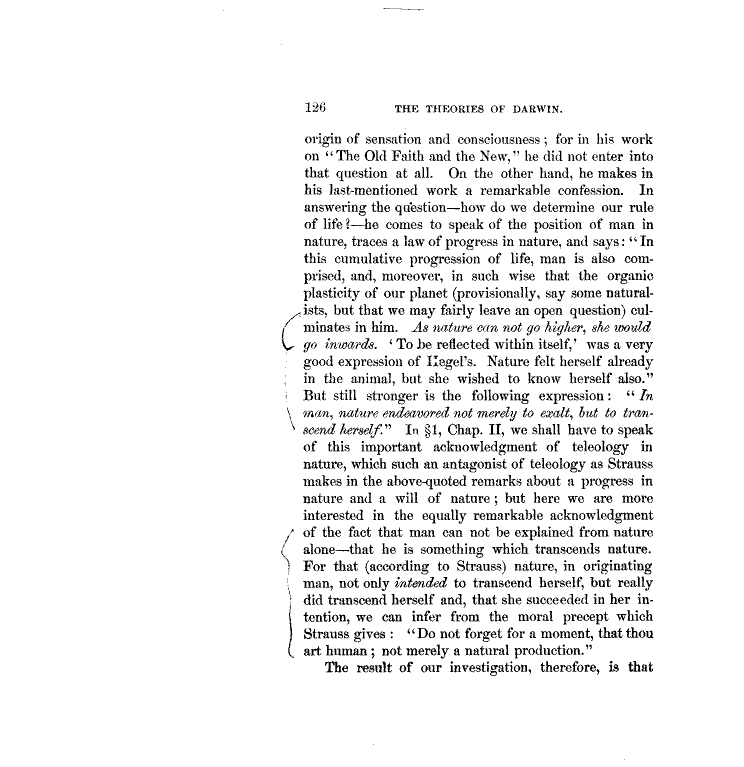 126 THE THEORIES OF DARWIN.
origin of sensation and consciousness ; for in his work
on “The Old Faith and the New,” he did not enter into
that question at all. On the other hand, he makes in
his last-mentioned work a remarkable confession. In
answering the question—how do we determine our rule
of life?—he comes to speak of the position of man in
nature, traces a law of progress in nature, and says: “In
this cumulative progression of life, man is also com-
prised, and, moreover, in such wise that the organic
plasticity of our planet (provisionally, say some natural-
ists, but that we may fairly leave an open question) cul-
minates in him. As nature can not go higher, she would
go inwards. ‘To be reflected within itself,’ was a very
good expression of Hegel's. Nature felt herself already
in the animal, but she wished to know herself also.”
But still stronger is the following expression: “In
man, nature endeavored not merely to exalt, but to tran-
scend herself.” In §1, Chap. II, we shall have to speak
of this important acknowledgment of teleology in
nature, which such an antagonist of teleology as Strauss
makes in the above-quoted remarks about a progress in
nature and a will of nature ; but here we are more
interested in the equally remarkable acknowledgment
of the fact that man can not be explained from nature
alone—that he is something which transcends nature.
For that (according to Strauss) nature, in originating
man, not only intended to transcend herself, but really
did transcend herself and, that she succeeded in her in-
tention, we can infer from the moral precept which
Strauss gives : “Do not forget for a moment, that thou
art human ; not merely a natural production.”
The result of our investigation, therefore, is that